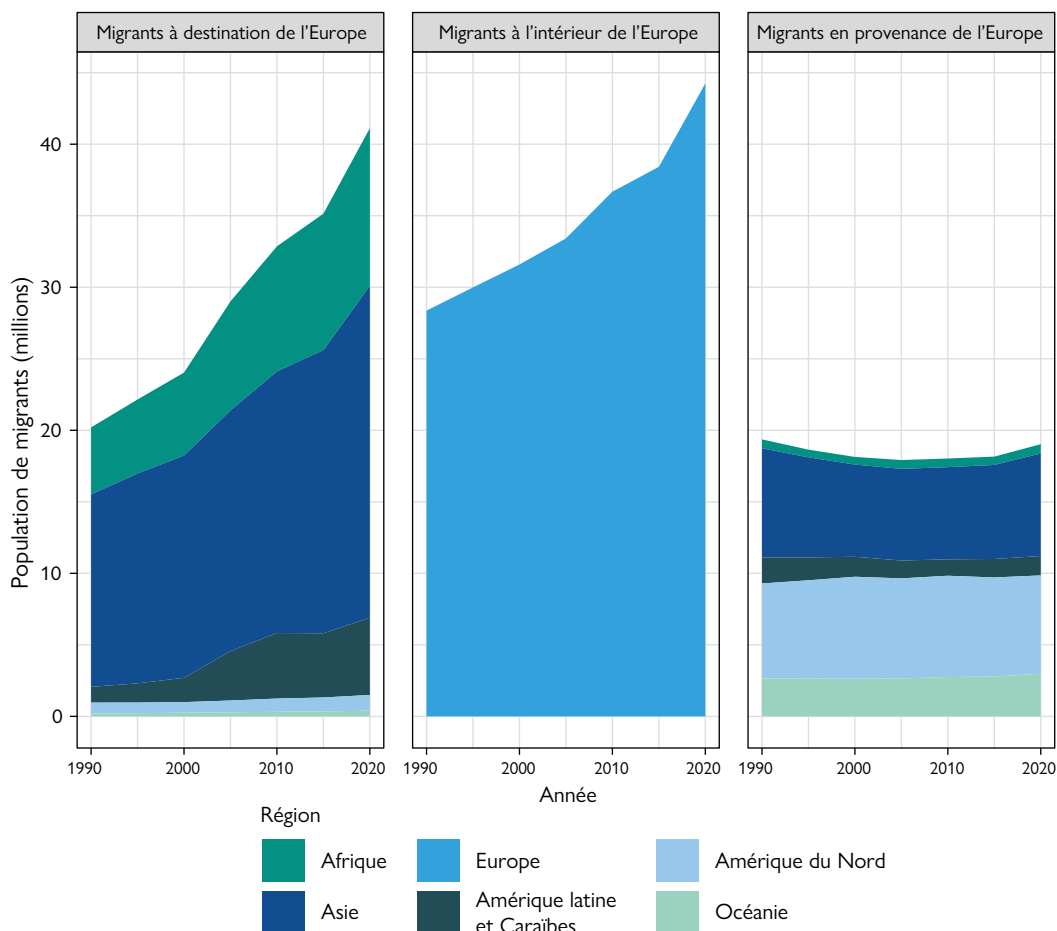 Migrants à destination de l’Europe
Migrants à l’intérieur de l’Europe
Migrants en provenance de l’Europe
Population de migrants (millions)
40
30
20
10
0
1990 2000 2010 2020
1990 2000 2010 2020
1990 2000 2010 2020
Année
Région
Afrique
Europe
Amérique du Nord
Asie
Amérique latine
et Caraïbes
Océanie